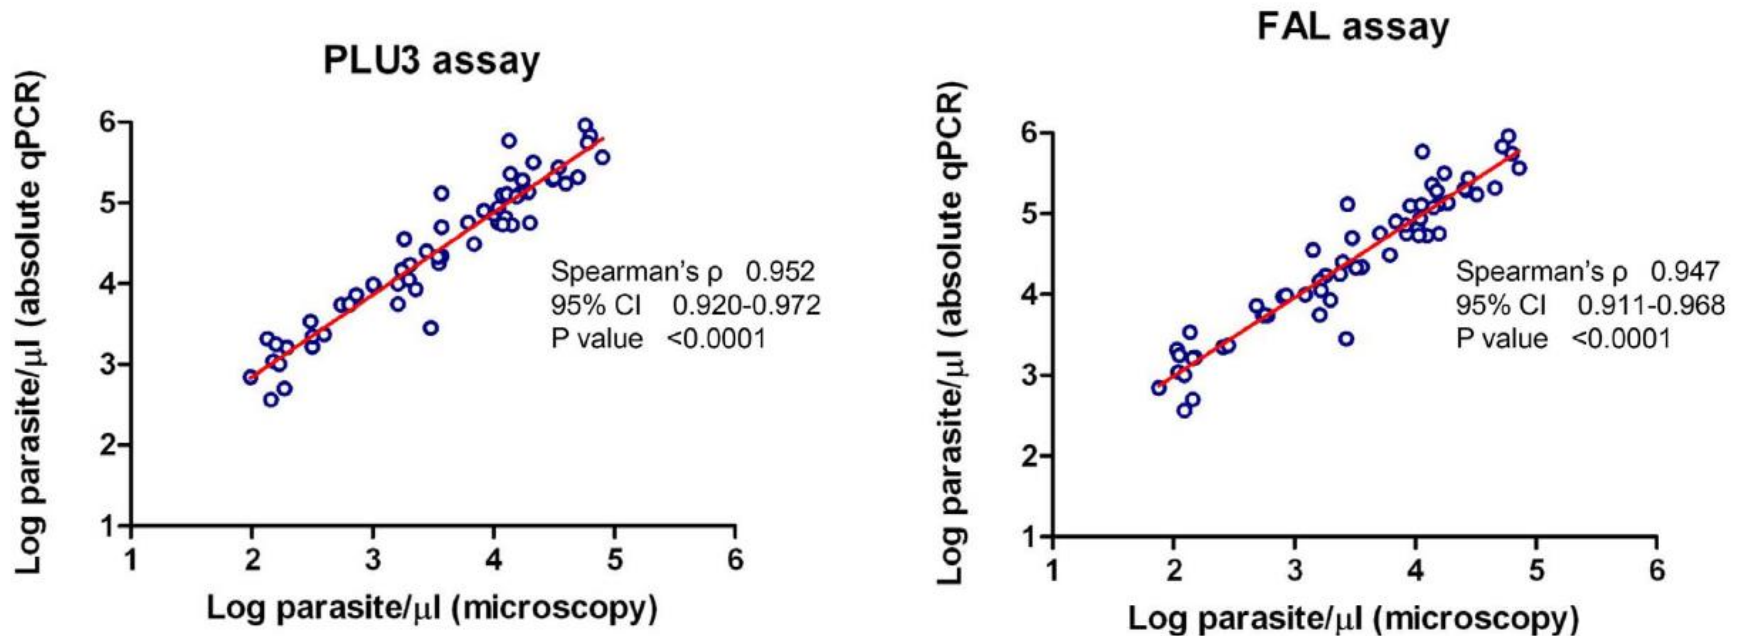 PLU3 assay
Log parasite/μl (absolute qPCR)
6
5
4
3
2
1
Spearman's ρ 0.952
95% CI 0.920-0.972
P value <0.0001
1 2 3 4 5 6
Log parasite/μl (microscopy)
FAL assay
Log parasite/μl (absolute qPCR)
6
5
4
3
2
1
Spearman's ρ 0.947
95% CI 0.911-0.968
P value <0.0001
1 2 3 4 5 6
Log parasite/μl (microscopy)